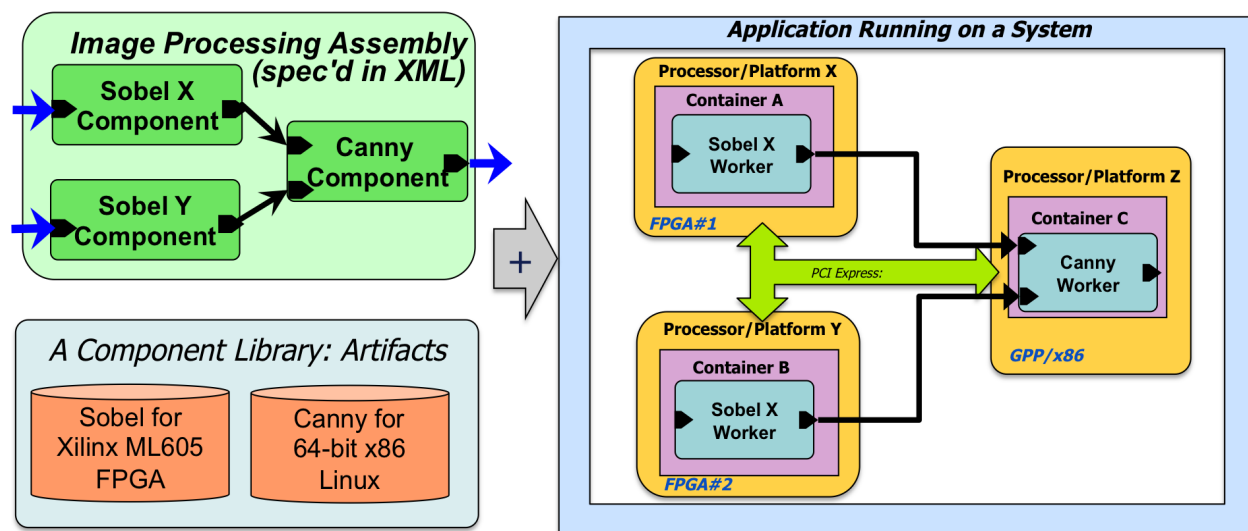 Image Processing Assembly
(spec'd in XML)
Sobel X
Component
Canny
Component
Sobel Y
Component
A Component Library: Artifacts
Sobel for
Xilinx ML605
FPGA
Canny for
64-bit x86
Linux
+
Application Running on a System
Processor/Platform X
Container A
Sobel X
Worker
FPGA#1
PCI Express:
Processor/Platform Y
Container B
Sobel X
Worker
FPGA#2
Processor/Platform Z
Container C
Canny
Worker
GPP/x86